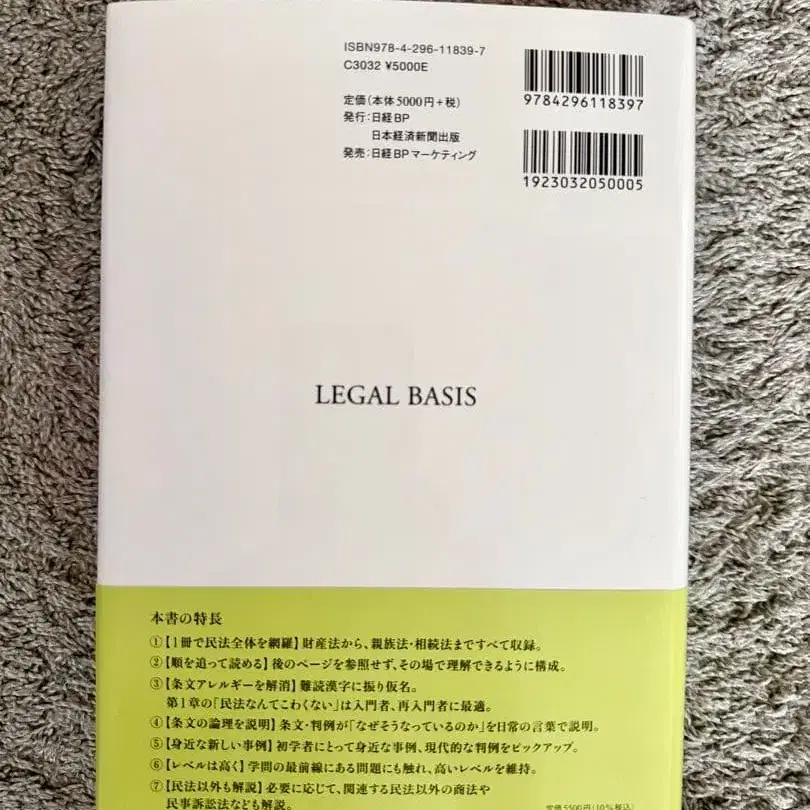 ISBN978-4-296-11839-7
C3032 ¥5000E
定価(本体5000円+税)
発行:日経BP
日本経済新聞出版
発売:日経BPマーケティング
9784296118397
1923032050005
LEGAL BASIS
本書の特長
①【1冊で民法全体を網羅】財産法から、親族法・相続法まですべて収録。
②【順を追って読める】後のページを参照せず、その場で理解できるように構成。
③【条文アレルギーを解消】難読漢字に振り仮名。
第1章の「民法なんてこわくない」は入門者、再入門者に最適。
④【条文の論理を説明】条文・判例が「なぜそうなっているのか」を日常の言葉で説明。
⑤【身近な新しい事例】初学者にとって身近な事例、現代的な判例をピックアップ。
⑥【レベルは高く】学問の最前線にある問題にも触れ、高いレベルを維持。
⑦【民法以外も解説】必要に応じて、関連する民法以外の商法や
民事訴訟法なども解説。
定価5500円(10%税込)